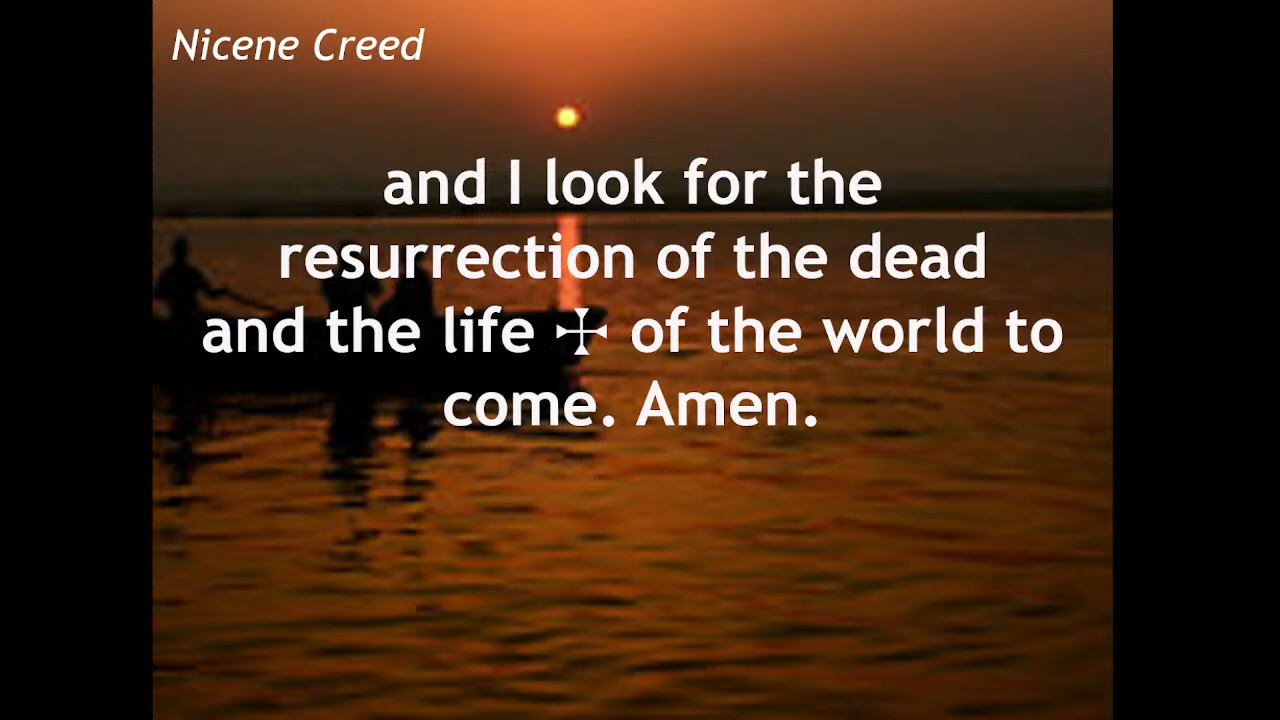 Nicene Creed
and I look for the
resurrection of the dead
and the life ✢ of the world to
come. Amen.